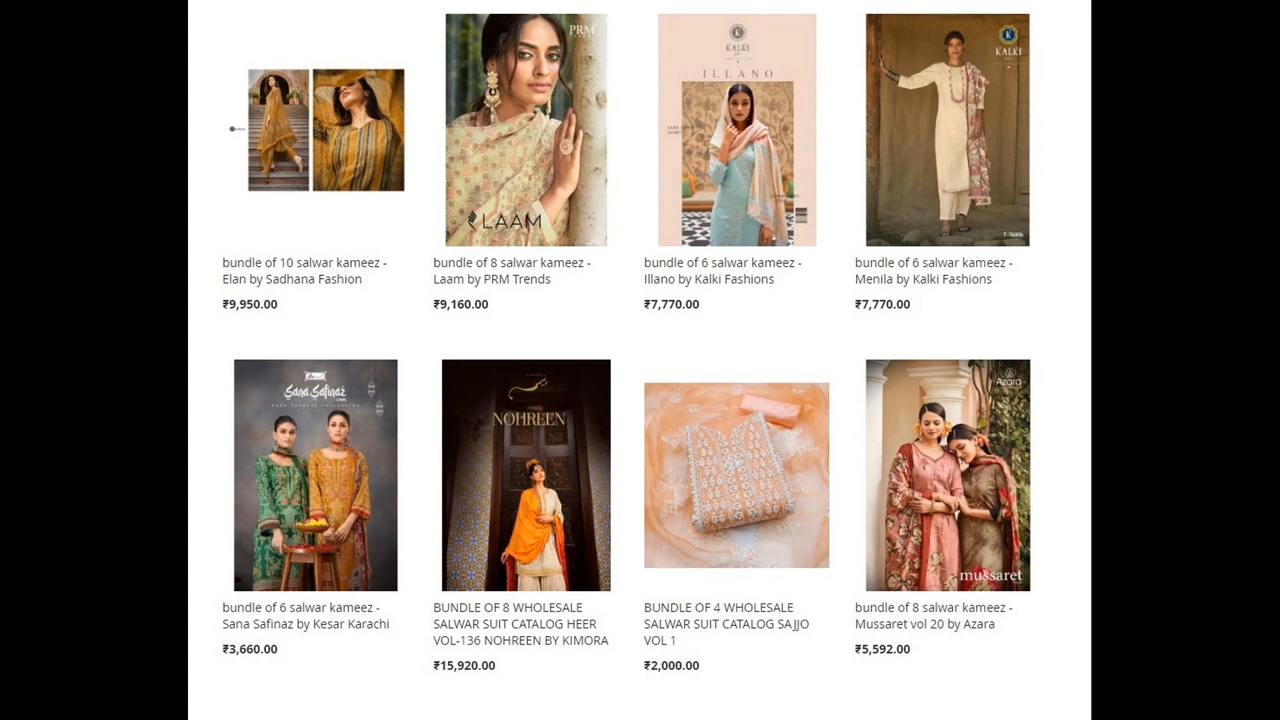 PRM
KALKI
ILLANO
KALKI
LAAM
T-76006
bundle of 10 salwar kameez -
Elan by Sadhana Fashion
₹9,950.00
bundle of 8 salwar kameez -
Laam by PRM Trends
₹9,160.00
bundle of 6 salwar kameez -
Illano by Kalki Fashions
₹7,770.00
bundle of 6 salwar kameez -
Menila by Kalki Fashions
₹7,770.00
Sana Safinaz
NOHREEN
Azara
mussaret
bundle of 6 salwar kameez -
Sana Safinaz by Kesar Karachi
₹3,660.00
BUNDLE OF 8 WHOLESALE
SALWAR SUIT CATALOG HEER
VOL-136 NOHREEN BY KIMORA
₹15,920.00
BUNDLE OF 4 WHOLESALE
SALWAR SUIT CATALOG SAJJO
VOL 1
₹2,000.00
bundle of 8 salwar kameez -
Mussaret vol 20 by Azara
₹5,592.00